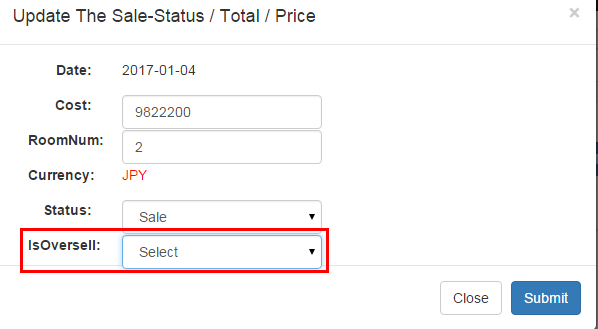 Update The Sale-Status / Total / Price ×
Date: 2017-01-04
Cost: 9822200
RoomNum: 2
Currency: JPY
Status: Sale
IsOversell: Select
Close Submit